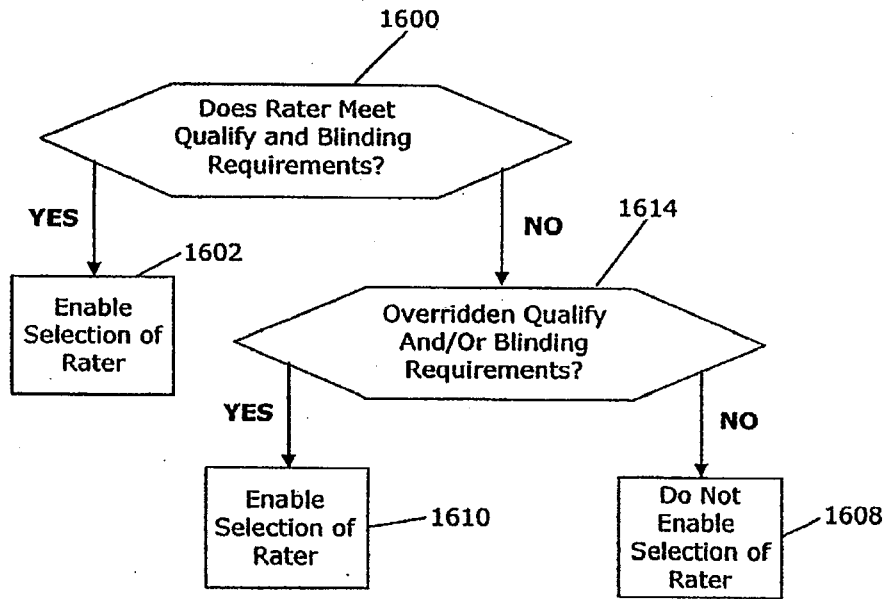 1600
Does Rater Meet
Qualify and Blinding
Requirements?
YES
NO
1614
1602
Enable
Selection of
Rater
Overridden Qualify
And/Or Blinding
Requirements?
YES
NO
Enable
Selection of
Rater
1610
Do Not
Enable
Selection of
Rater
1608